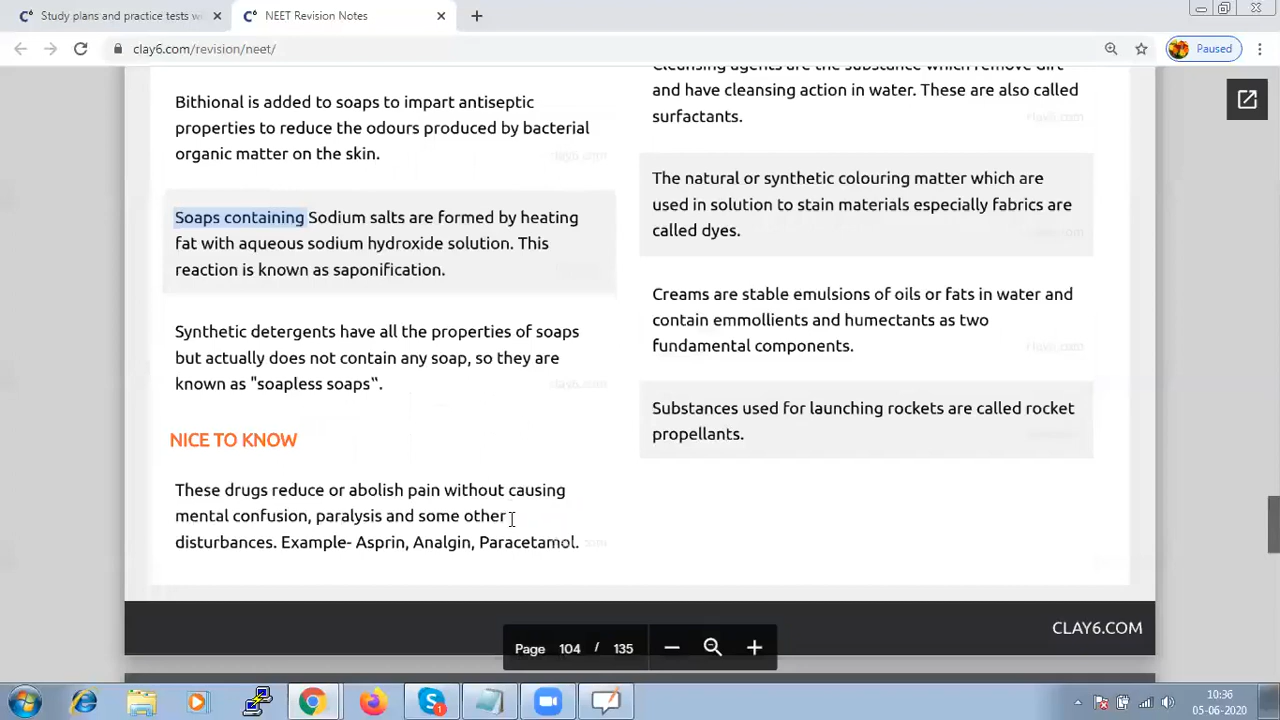 Study plans and practice tests w
NEET Revision Notes
clay6.com/revision/neet/
Paused
Bithional is added to soaps to impart antiseptic
properties to reduce the odours produced by bacterial
organic matter on the skin.
Soaps containing Sodium salts are formed by heating
fat with aqueous sodium hydroxide solution. This
reaction is known as saponification.
Synthetic detergents have all the properties of soaps
but actually does not contain any soap, so they are
known as "soapless soaps‟.
NICE TO KNOW
These drugs reduce or abolish pain without causing
mental confusion, paralysis and some other
disturbances. Example- Asprin, Analgin, Paracetamol.
Cleansing agents are the substance which remove dirt
and have cleansing action in water. These are also called
surfactants.
The natural or synthetic colouring matter which are
used in solution to stain materials especially fabrics are
called dyes.
Creams are stable emulsions of oils or fats in water and
contain emmollients and humectants as two
fundamental components.
Substances used for launching rockets are called rocket
propellants.
CLAY6.COM
Page 104 / 135
10:36
05-06-2020